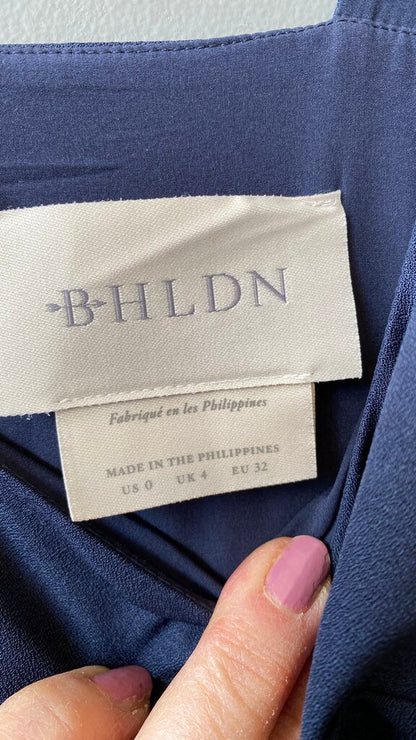 BHLDN
Fabriqué en les Philippines
MADE IN THE PHILIPPINES
US 0 UK 4 EU 32